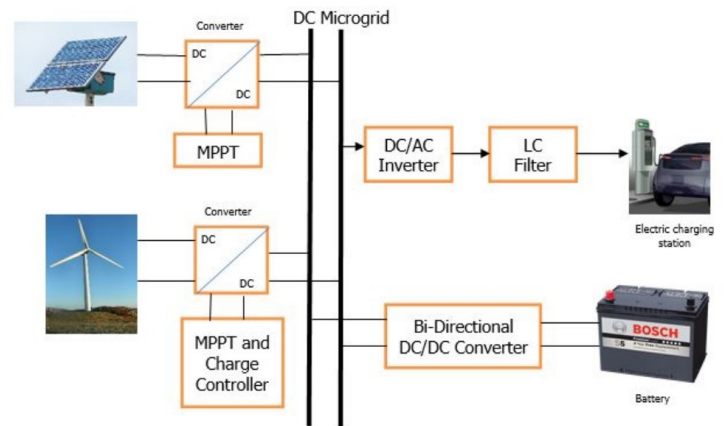 DC Microgrid
Converter
DC
DC
MPPT
DC/AC
Inverter
LC
Filter
Electric charging
station
Converter
DC
DC
MPPT and
Charge
Controller
Bi-Directional
DC/DC Converter
BOSCH
S5
Battery